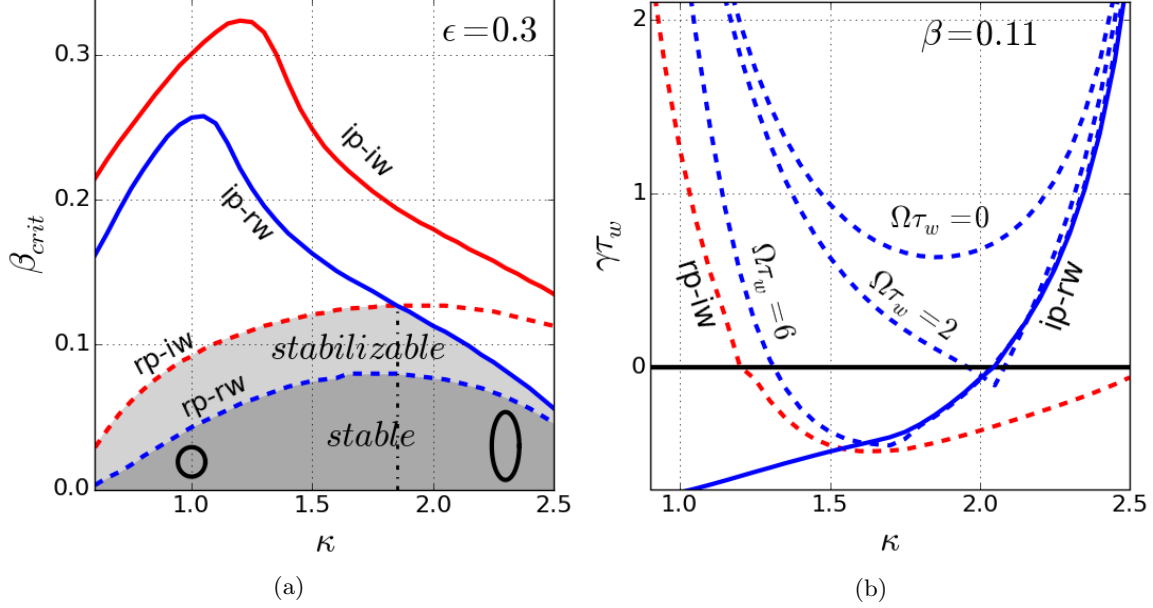 ϵ=0.3
0.3
0.2
0.1
0.0
β_crit
ip-iw
ip-rw
rp-iw
rp-rw
stabilizable
stable
1.0 1.5 2.0 2.5
κ
(a)
β=0.11
2
1
0
γτ_w
Ωτ_w=0
Ωτ_w=2
Ωτ_w=6
rp-iw
ip-rw
1.0 1.5 2.0 2.5
κ
(b)